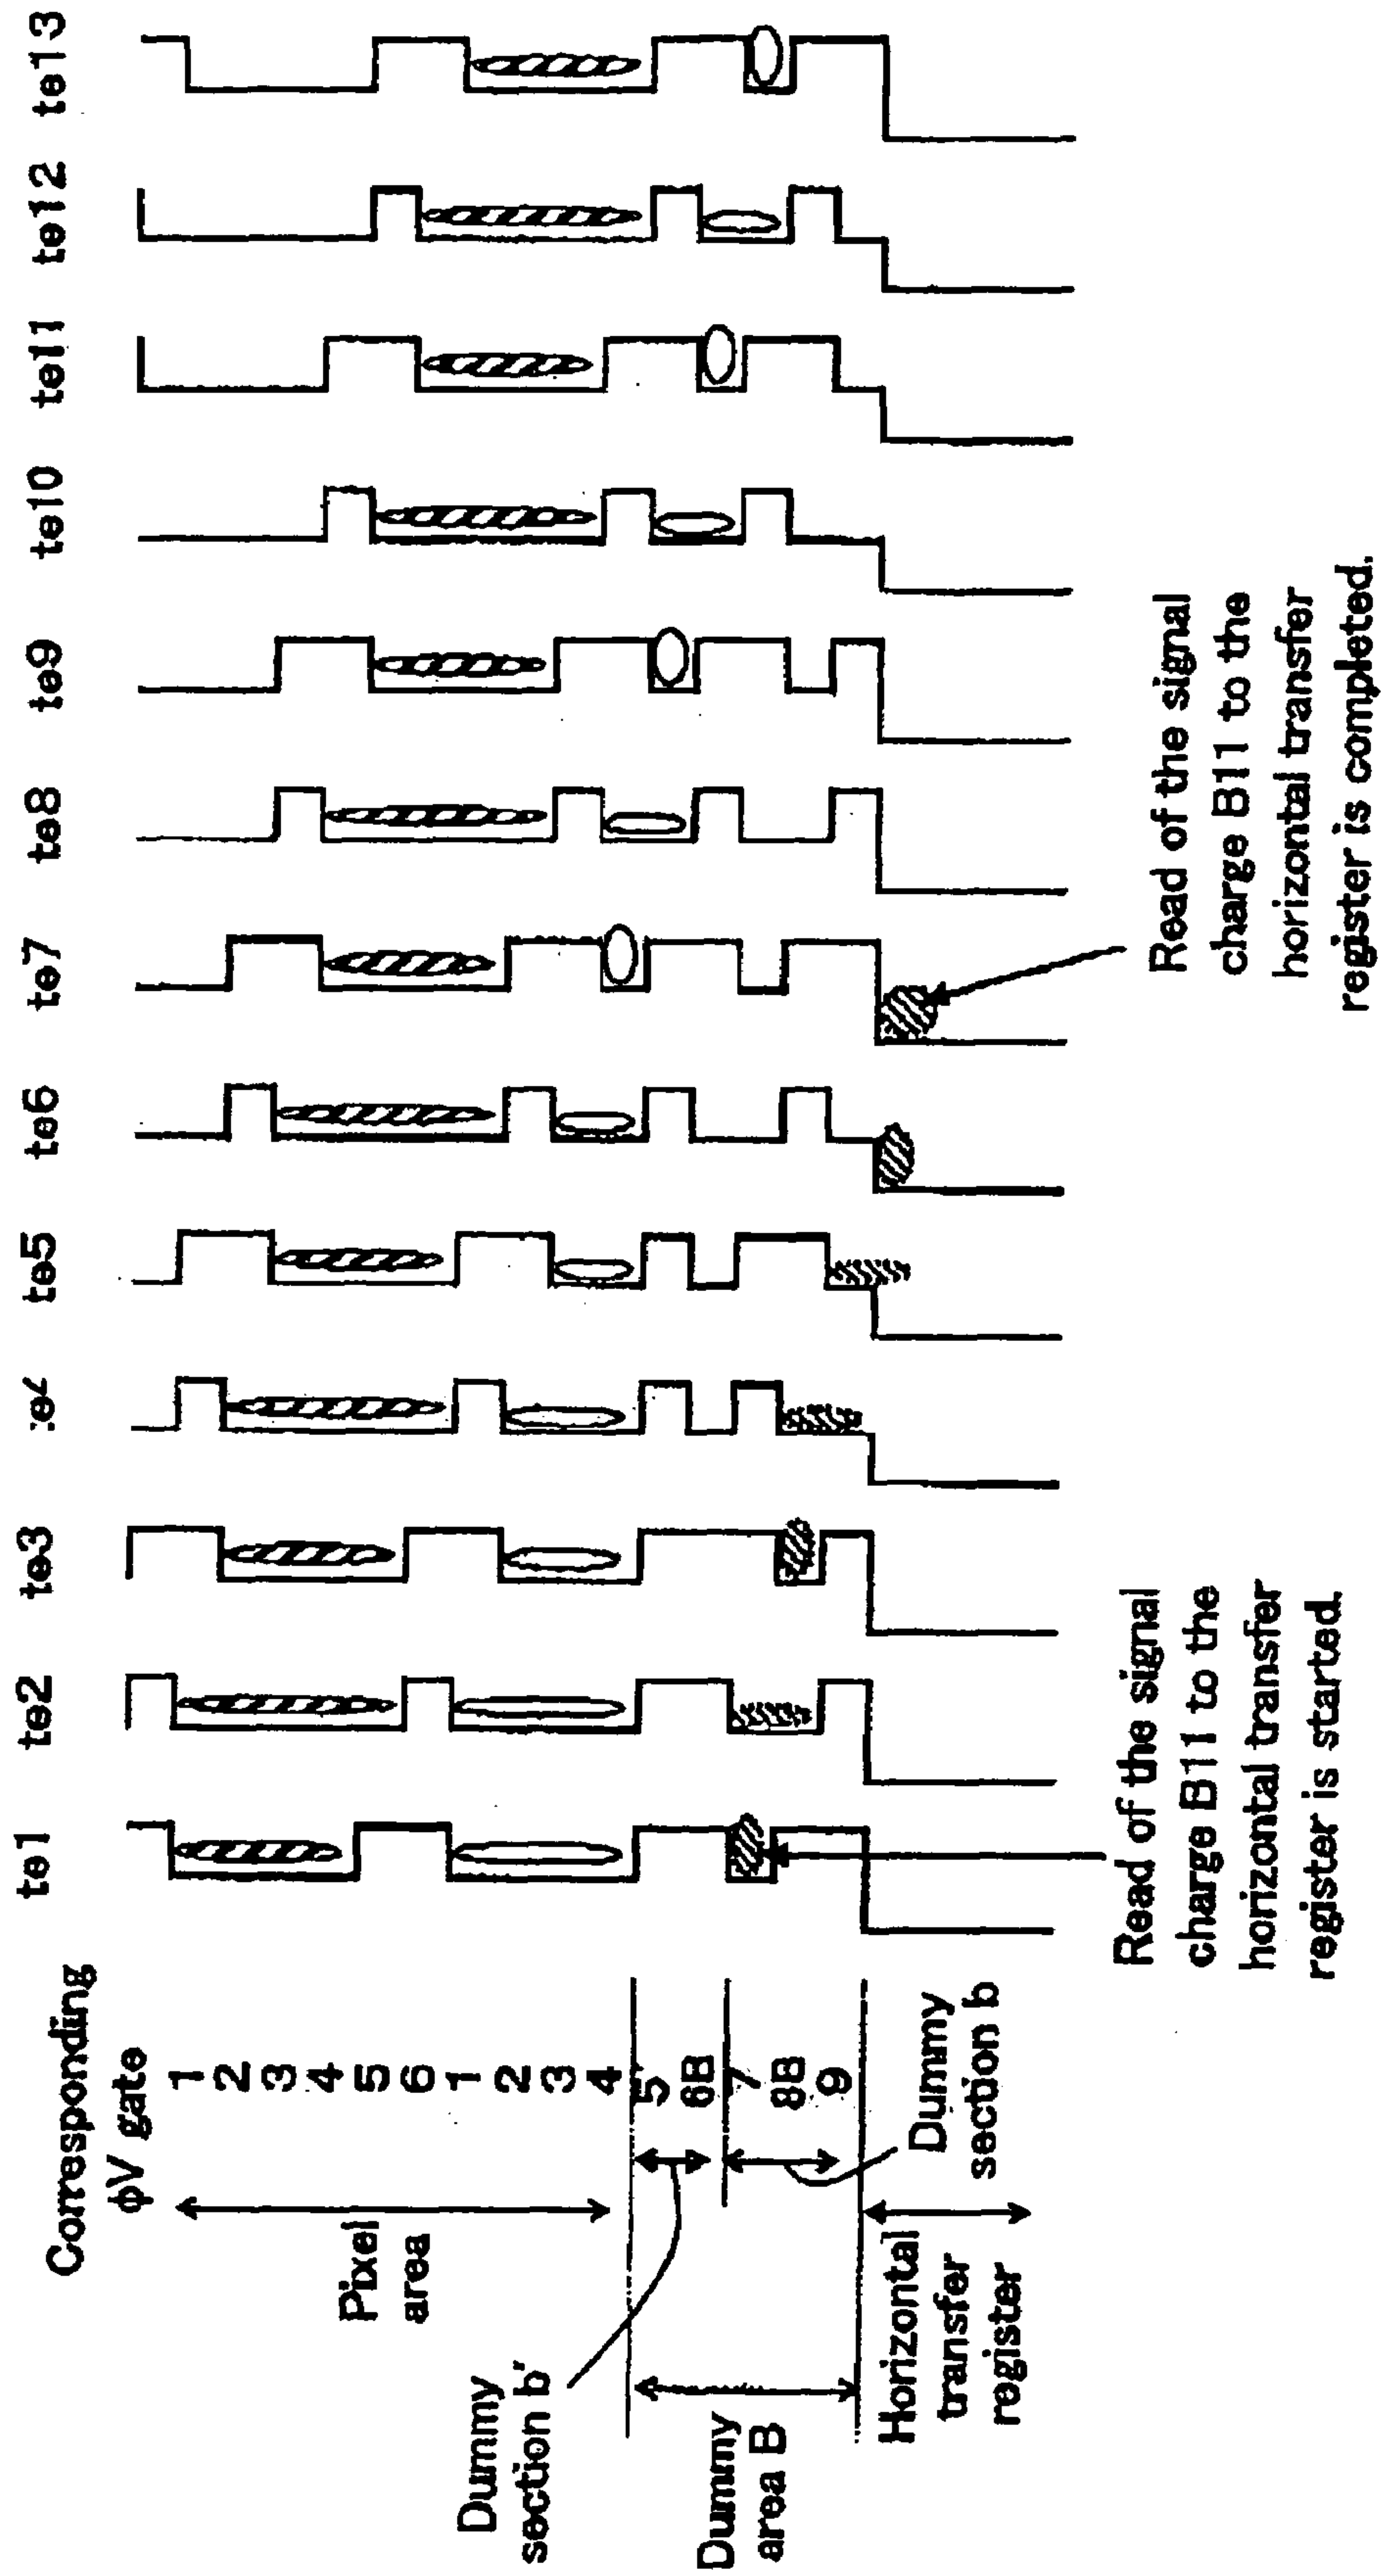 Corresponding
φV gate
te1
te2
te3
te4
te5
te6
te7
te8
te9
te10
te11
te12
te13
1
2
3
4
5
6
1
2
3
4
5
6B
7
8B
9
Pixel
area
Dummy
section b'
Dummy
area B
Horizontal
transfer
register
Dummy
section b
Read of the signal
charge B11 to the
horizontal transfer
register is started.
Read of the signal
charge B11 to the
horizontal transfer
register is completed.